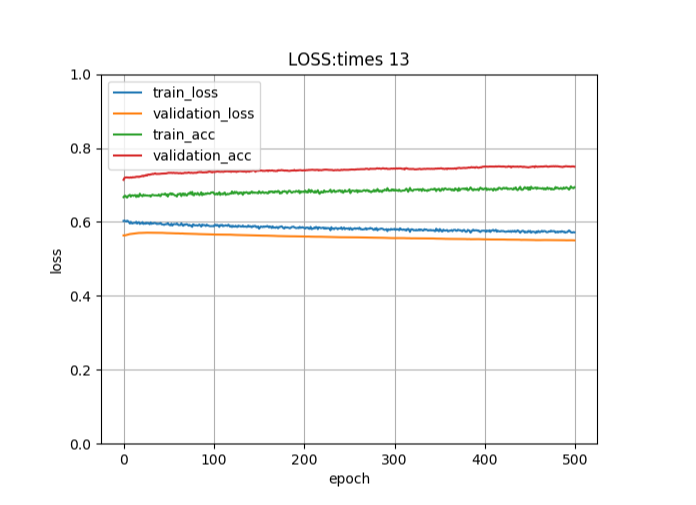 LOSS:times 13
1.0
train_loss
validation_loss
train_acc
validation_acc
0.8
0.6
loss
0.4
0.2
0.0
0 100 200 300 400 500
epoch